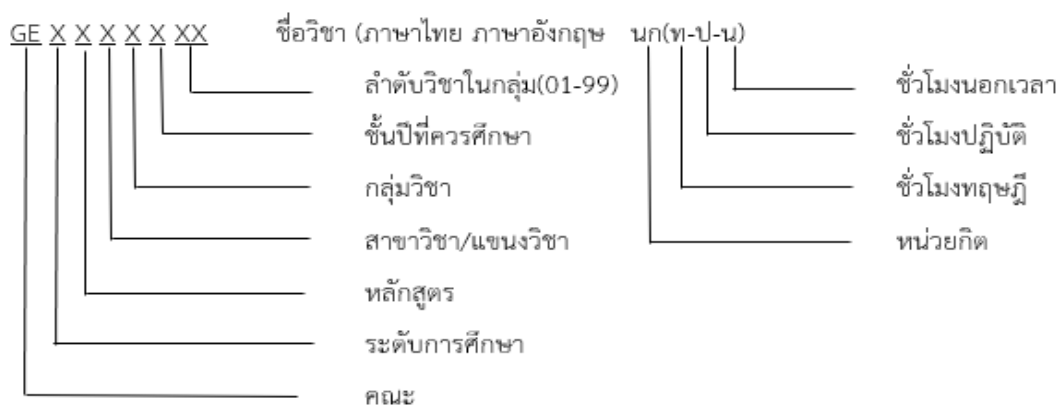 GE X X X X X XX ชื่อวิชา (ภาษาไทย ภาษาอังกฤษ นก(ท-ป-น)
ลำดับวิชาในกลุ่ม(01-99) ชั่วโมงนอกเวลา
ชั้นปีที่ควรศึกษา ชั่วโมงปฏิบัติ
กลุ่มวิชา ชั่วโมงทฤษฎี
สาขาวิชา/แขนงวิชา หน่วยกิต
หลักสูตร
ระดับการศึกษา
คณะ